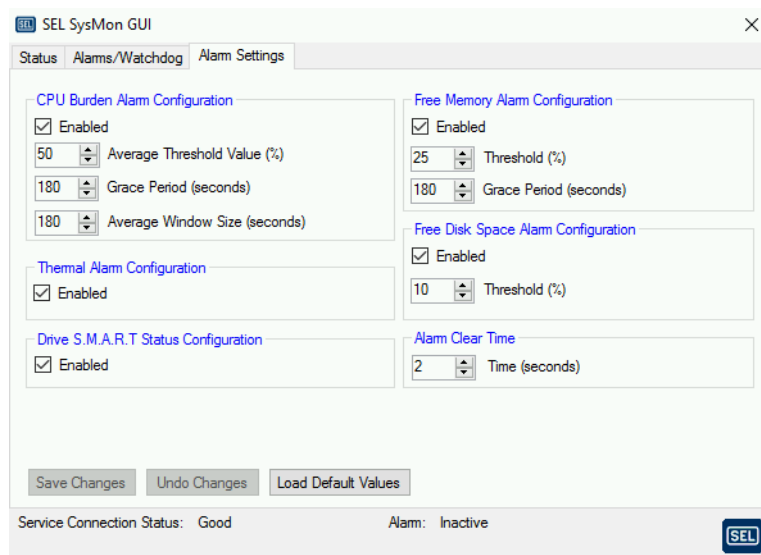 SEL SysMon GUI
Status Alarms/Watchdog Alarm Settings
CPU Burden Alarm Configuration
Enabled
50 Average Threshold Value (%)
180 Grace Period (seconds)
180 Average Window Size (seconds)
Thermal Alarm Configuration
Enabled
Drive S.M.A.R.T Status Configuration
Enabled
Free Memory Alarm Configuration
Enabled
25 Threshold (%)
180 Grace Period (seconds)
Free Disk Space Alarm Configuration
Enabled
10 Threshold (%)
Alarm Clear Time
2 Time (seconds)
Save Changes Undo Changes Load Default Values
Service Connection Status: Good Alarm: Inactive
SEL